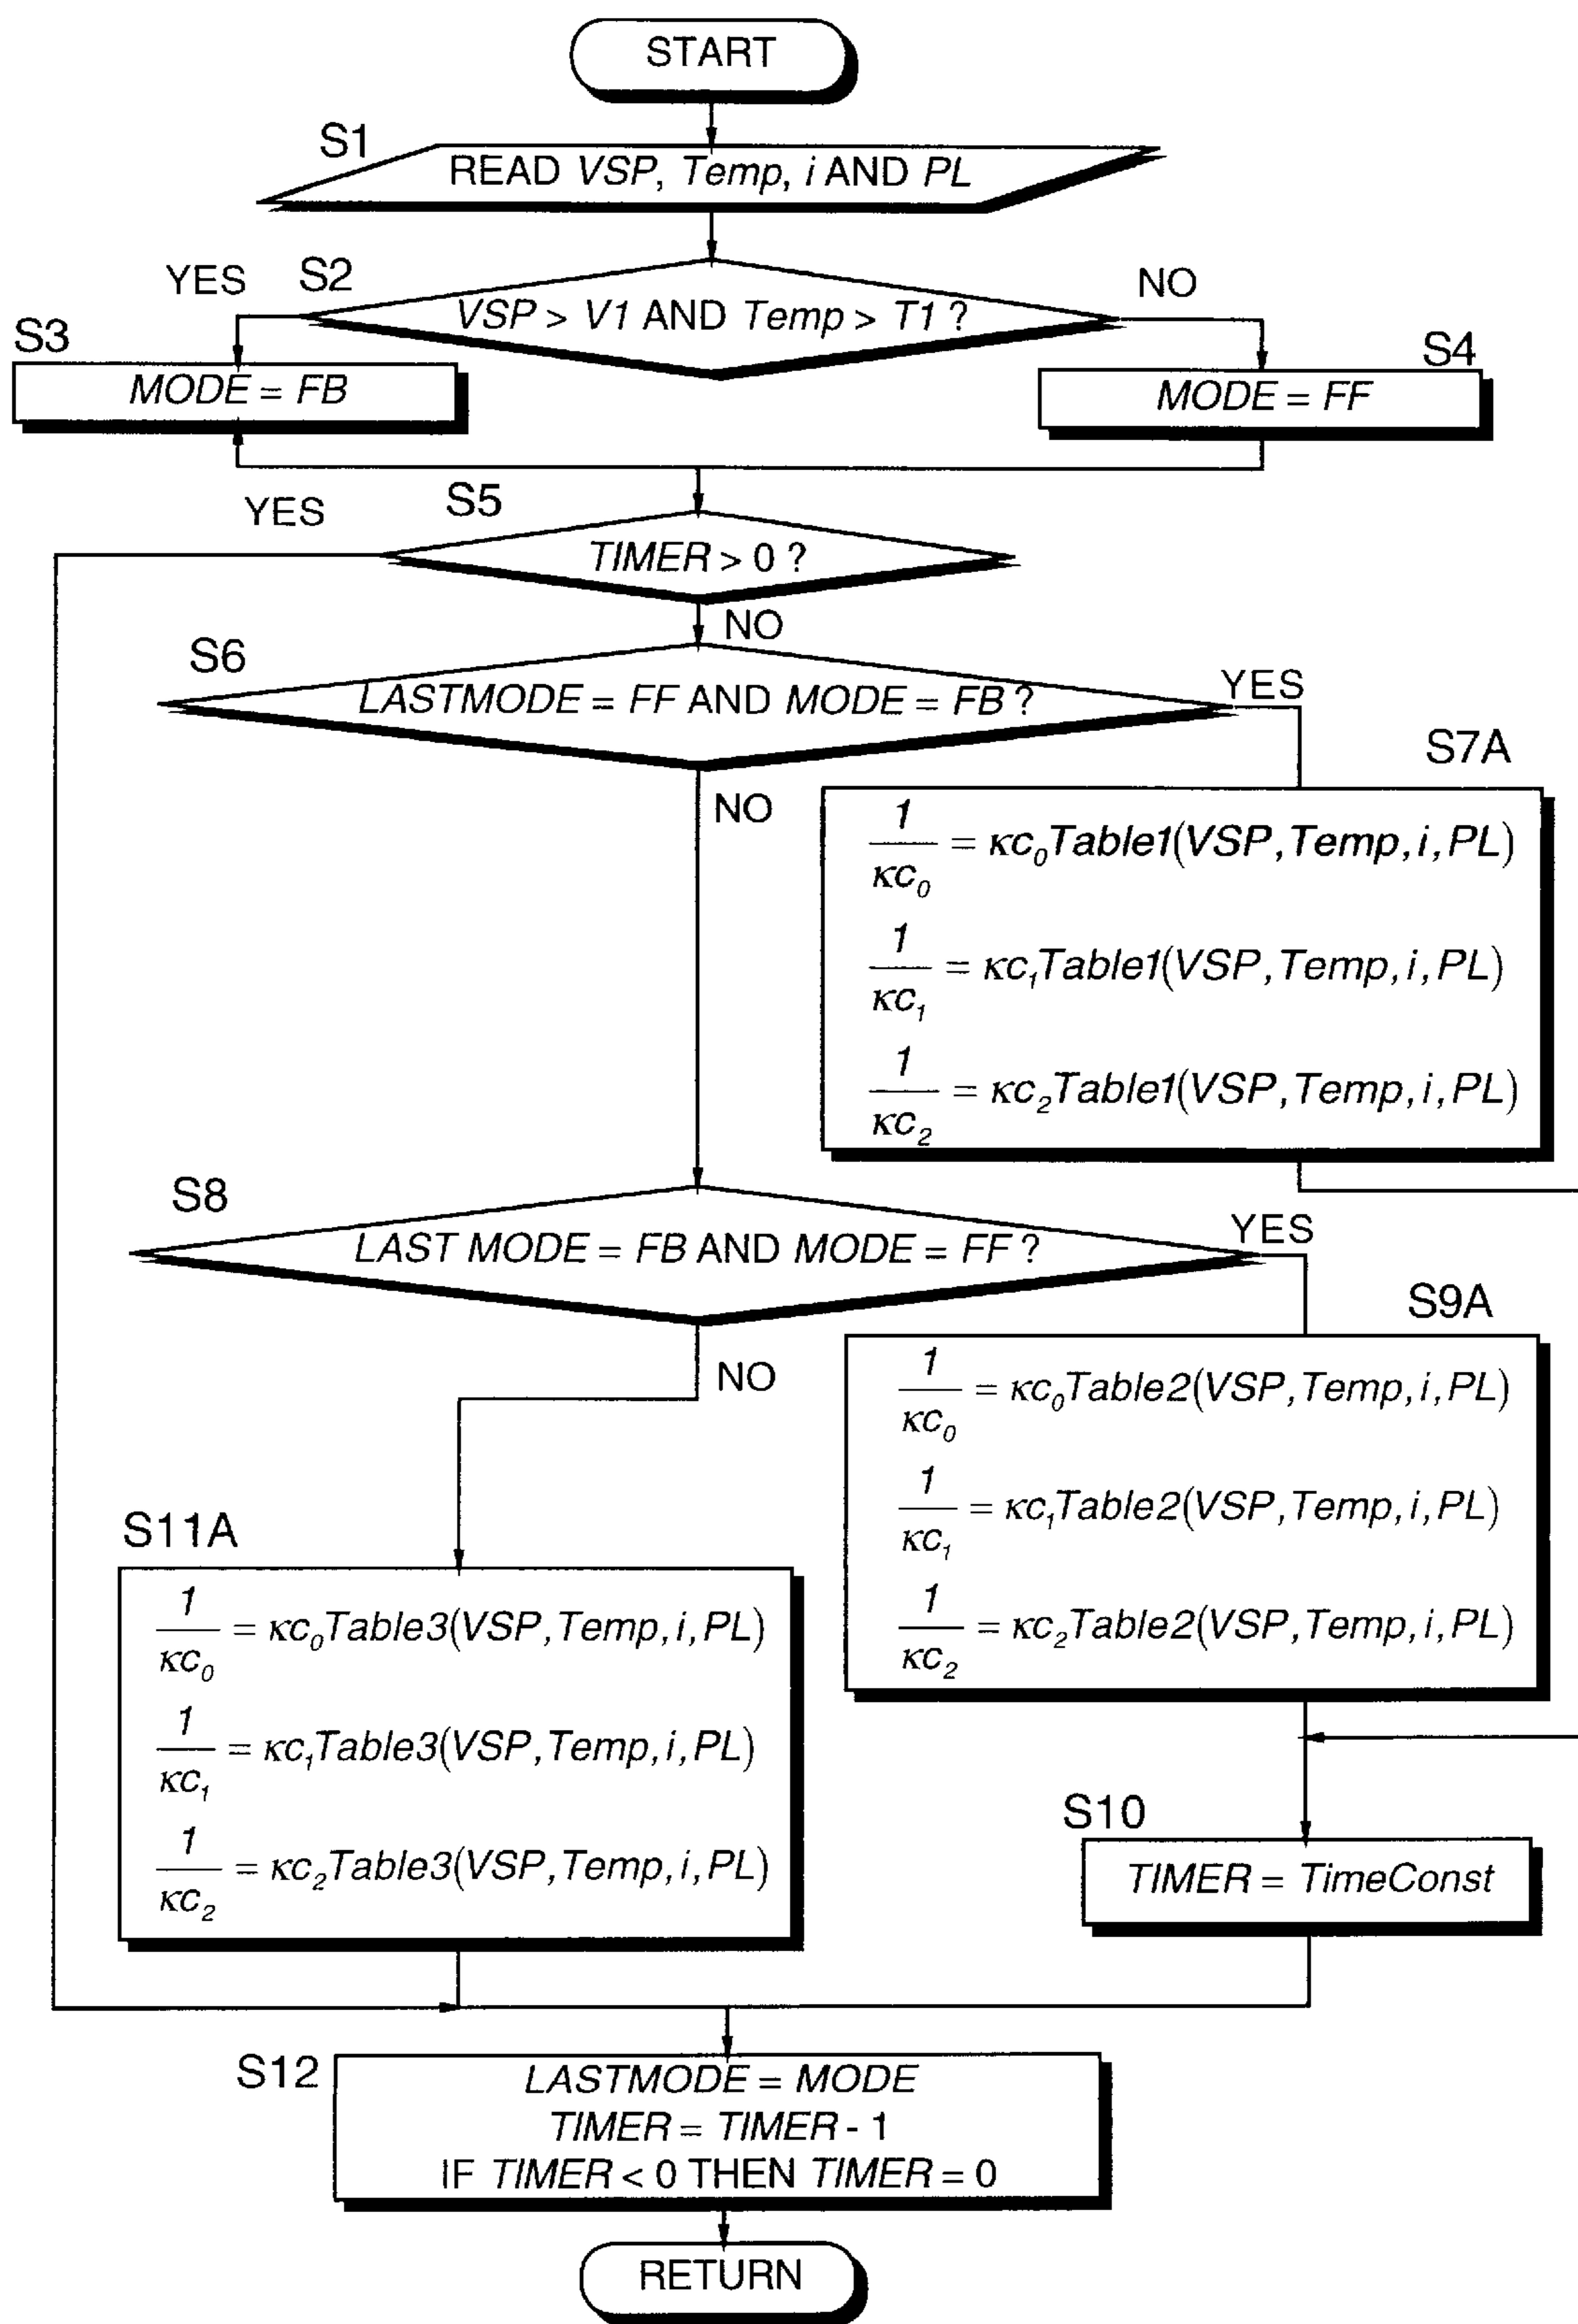 START
S1
READ VSP, Temp, i AND PL
YES
S2
NO
VSP > V1 AND Temp > T1 ?
S3
MODE = FB
S4
MODE = FF
YES
S5
TIMER > 0 ?
NO
S6
LASTMODE = FF AND MODE = FB ?
YES
NO
S7A
1/κc₀ = κc₀Table1(VSP,Temp,i,PL)
1/κc₁ = κc₁Table1(VSP,Temp,i,PL)
1/κc₂ = κc₂Table1(VSP,Temp,i,PL)
S8
LAST MODE = FB AND MODE = FF ?
YES
NO
S9A
1/κc₀ = κc₀Table2(VSP,Temp,i,PL)
1/κc₁ = κc₁Table2(VSP,Temp,i,PL)
1/κc₂ = κc₂Table2(VSP,Temp,i,PL)
S11A
1/κc₀ = κc₀Table3(VSP,Temp,i,PL)
1/κc₁ = κc₁Table3(VSP,Temp,i,PL)
1/κc₂ = κc₂Table3(VSP,Temp,i,PL)
S10
TIMER = TimeConst
S12
LASTMODE = MODE
TIMER = TIMER - 1
IF TIMER < 0 THEN TIMER = 0
RETURN